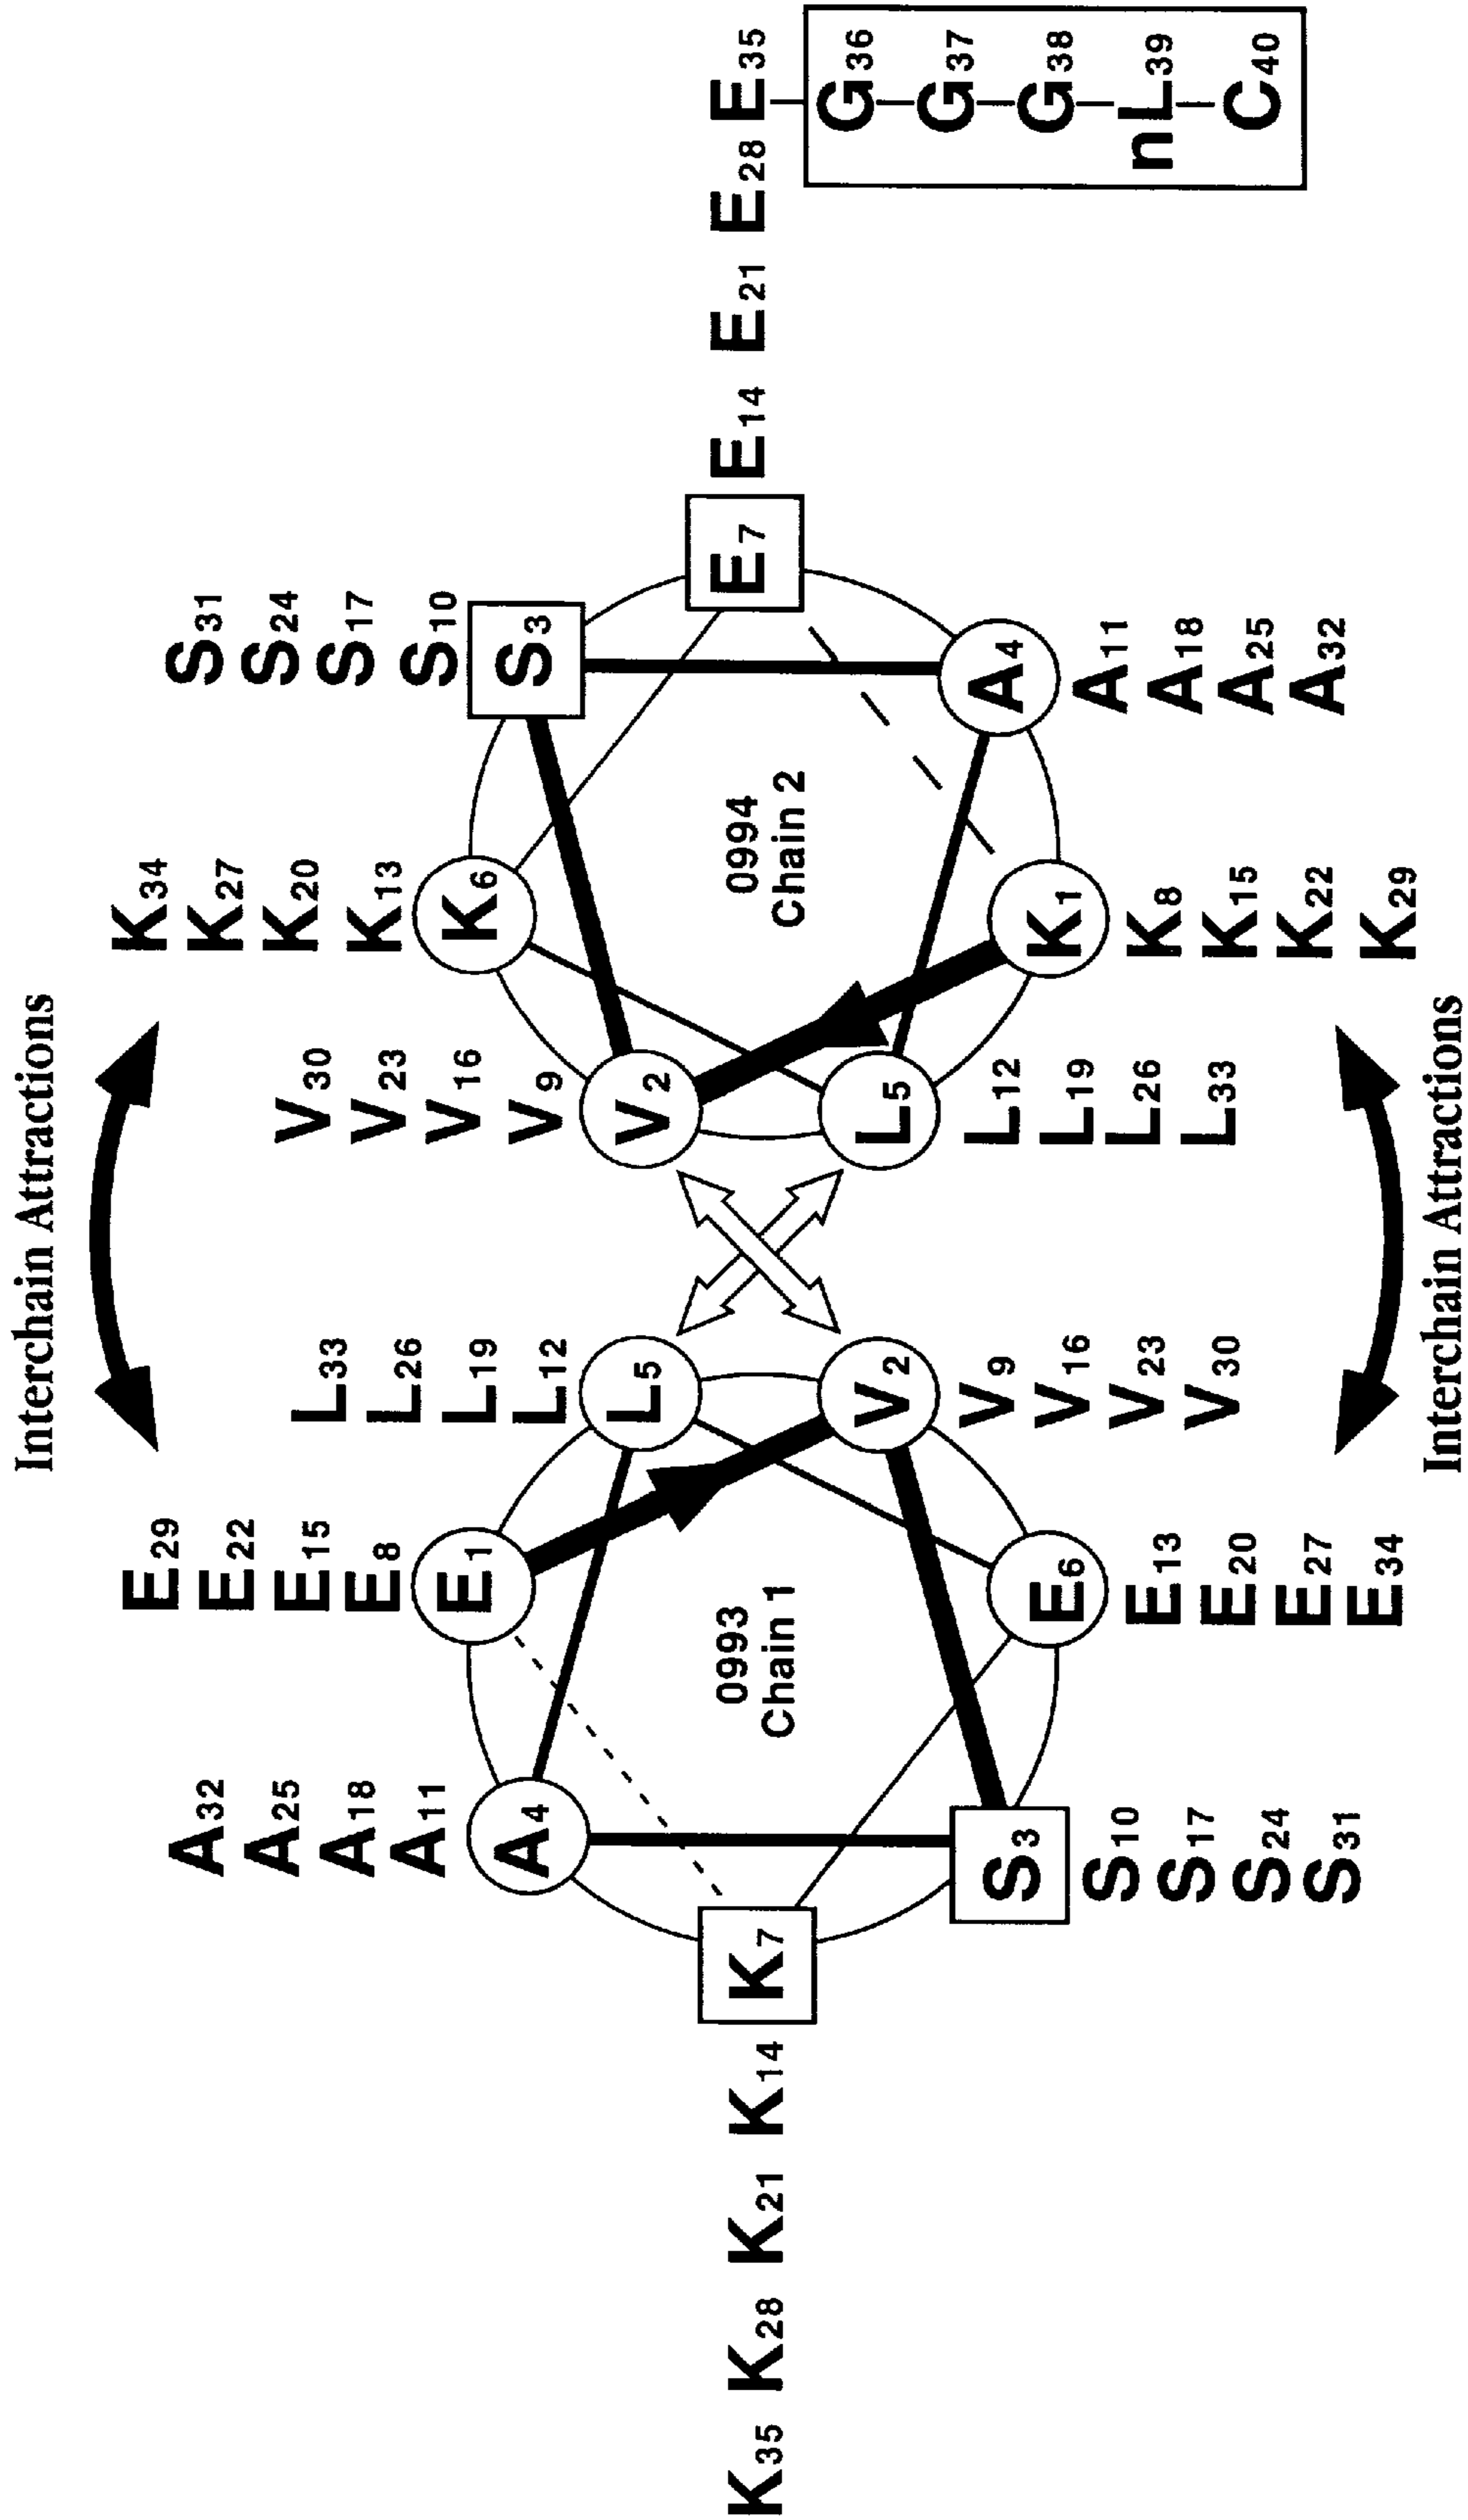 Interchain Attractions
E29
E22
E15
E8
E1
A32
A25
A18
A11
A4
L33
L26
L19
L12
L5
V30
V23
V16
V9
V2
K34
K27
K20
K13
K6
S31
S24
S17
S10
S3
K35 K28 K21 K14 K7
0993
Chain 1
0994
Chain 2
E7 E14 E21 E28 E35
G36
G37
G38
nL39
C40
S3
S10
S17
S24
S31
E6
E13
E20
E27
E34
V2
V9
V16
V23
V30
L5
L12
L19
L26
L33
K1
K8
K15
K22
K29
A4
A11
A18
A25
A32
Interchain Attractions